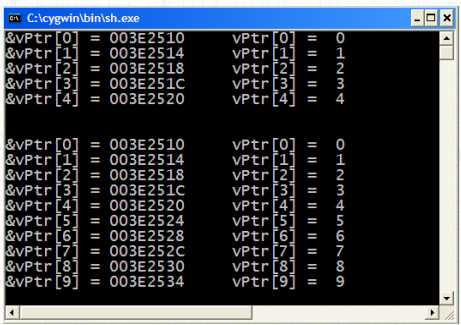 C:\cygwin\bin\sh.exe
&vPtr[0] = 003E2510 vPtr[0] = 0
&vPtr[1] = 003E2514 vPtr[1] = 1
&vPtr[2] = 003E2518 vPtr[2] = 2
&vPtr[3] = 003E251C vPtr[3] = 3
&vPtr[4] = 003E2520 vPtr[4] = 4
&vPtr[0] = 003E2510 vPtr[0] = 0
&vPtr[1] = 003E2514 vPtr[1] = 1
&vPtr[2] = 003E2518 vPtr[2] = 2
&vPtr[3] = 003E251C vPtr[3] = 3
&vPtr[4] = 003E2520 vPtr[4] = 4
&vPtr[5] = 003E2524 vPtr[5] = 5
&vPtr[6] = 003E2528 vPtr[6] = 6
&vPtr[7] = 003E252C vPtr[7] = 7
&vPtr[8] = 003E2530 vPtr[8] = 8
&vPtr[9] = 003E2534 vPtr[9] = 9